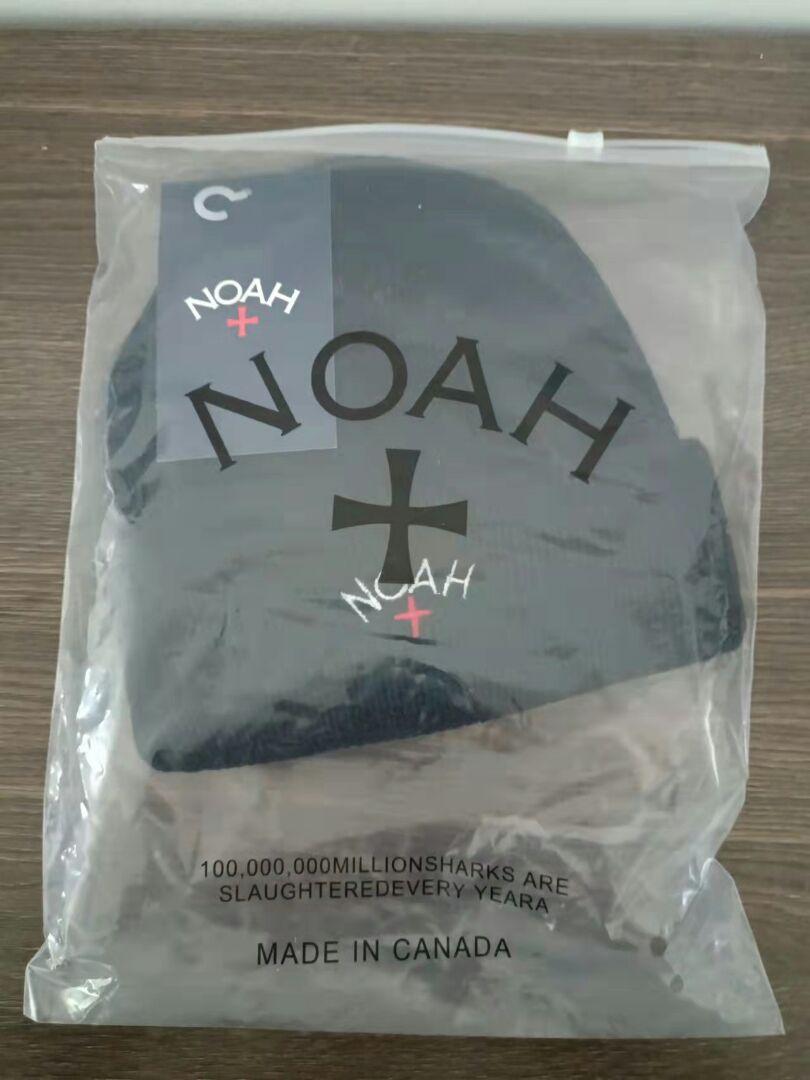 NOAH
NOAH
NOAH
100,000,000MILLIONSHARKS ARE
SLAUGHTEREDEVERY YEARA
MADE IN CANADA